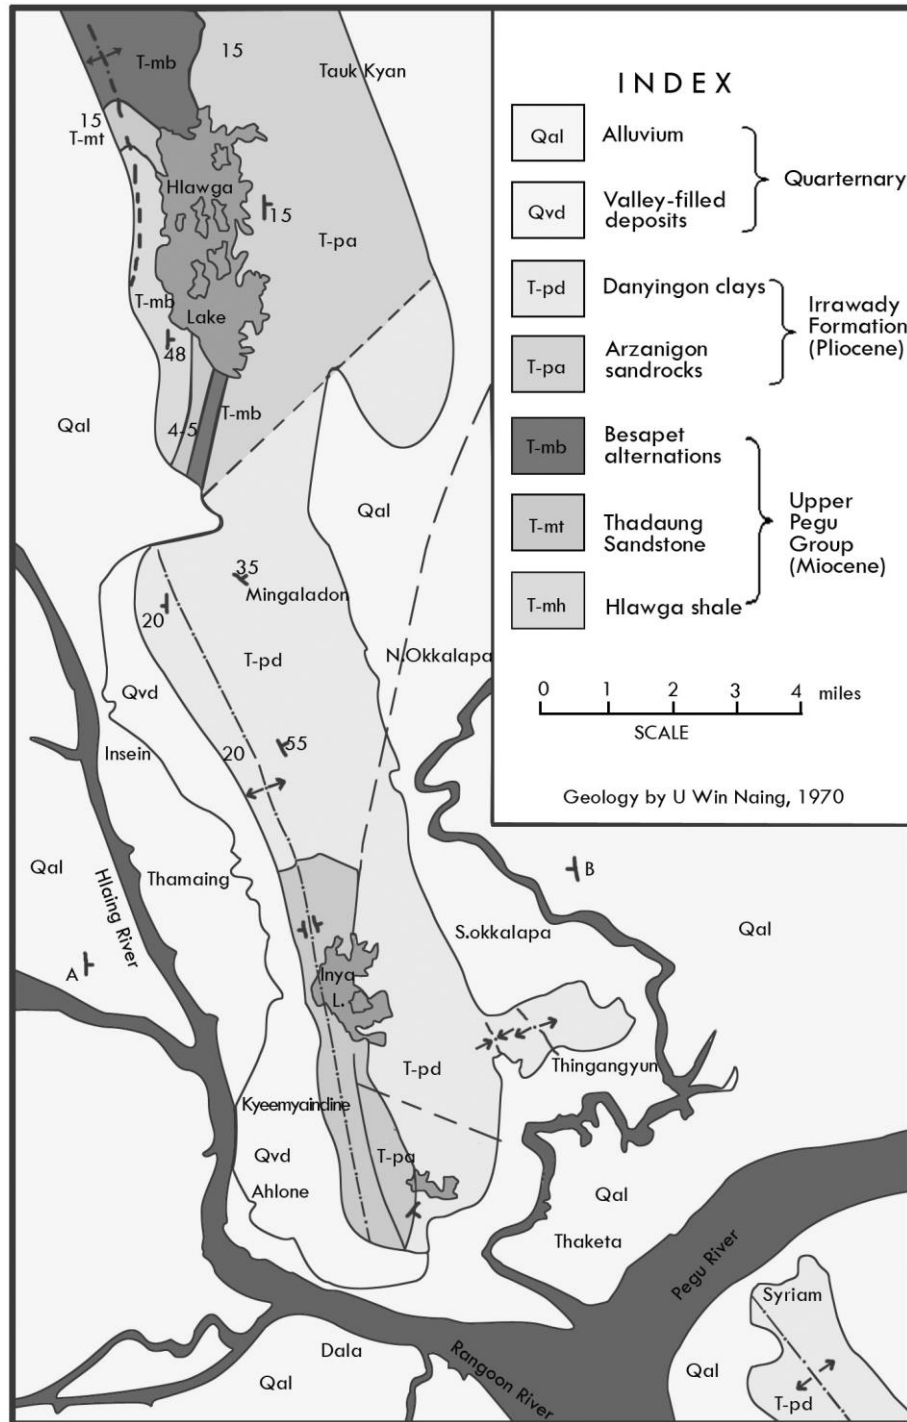 T-mb
15
Tauk Kyan
15
T-mt
Hlawga
15
T-pa
T-mb
Lake
48
T-mb
4-5
Qal
Qal
35
Mingaladon
20
T-pd
N.Okkalapa
Qvd
Insein
20
55
Qal
Hlaing River
Thamaing
B
S.okkalapa
Qal
A
Inya
L.
T-pd
Thingangyun
Kyeemyaindine
Qvd
T-pa
Ahlone
Qal
Thaketa
Pegu River
Syriam
Dala
Qal
Rangoon River
Qal
T-pd
INDEX
Qal Alluvium
Qvd Valley-filled
deposits
Quarternary
T-pd Danyingon clays
T-pa Arzanigon
sandrocks
Irrawady
Formation
(Pliocene)
T-mb Besapet
alternations
T-mt Thadaung
Sandstone
T-mh Hlawga shale
Upper
Pegu
Group
(Miocene)
0 1 2 3 4 miles
SCALE
Geology by U Win Naing, 1970